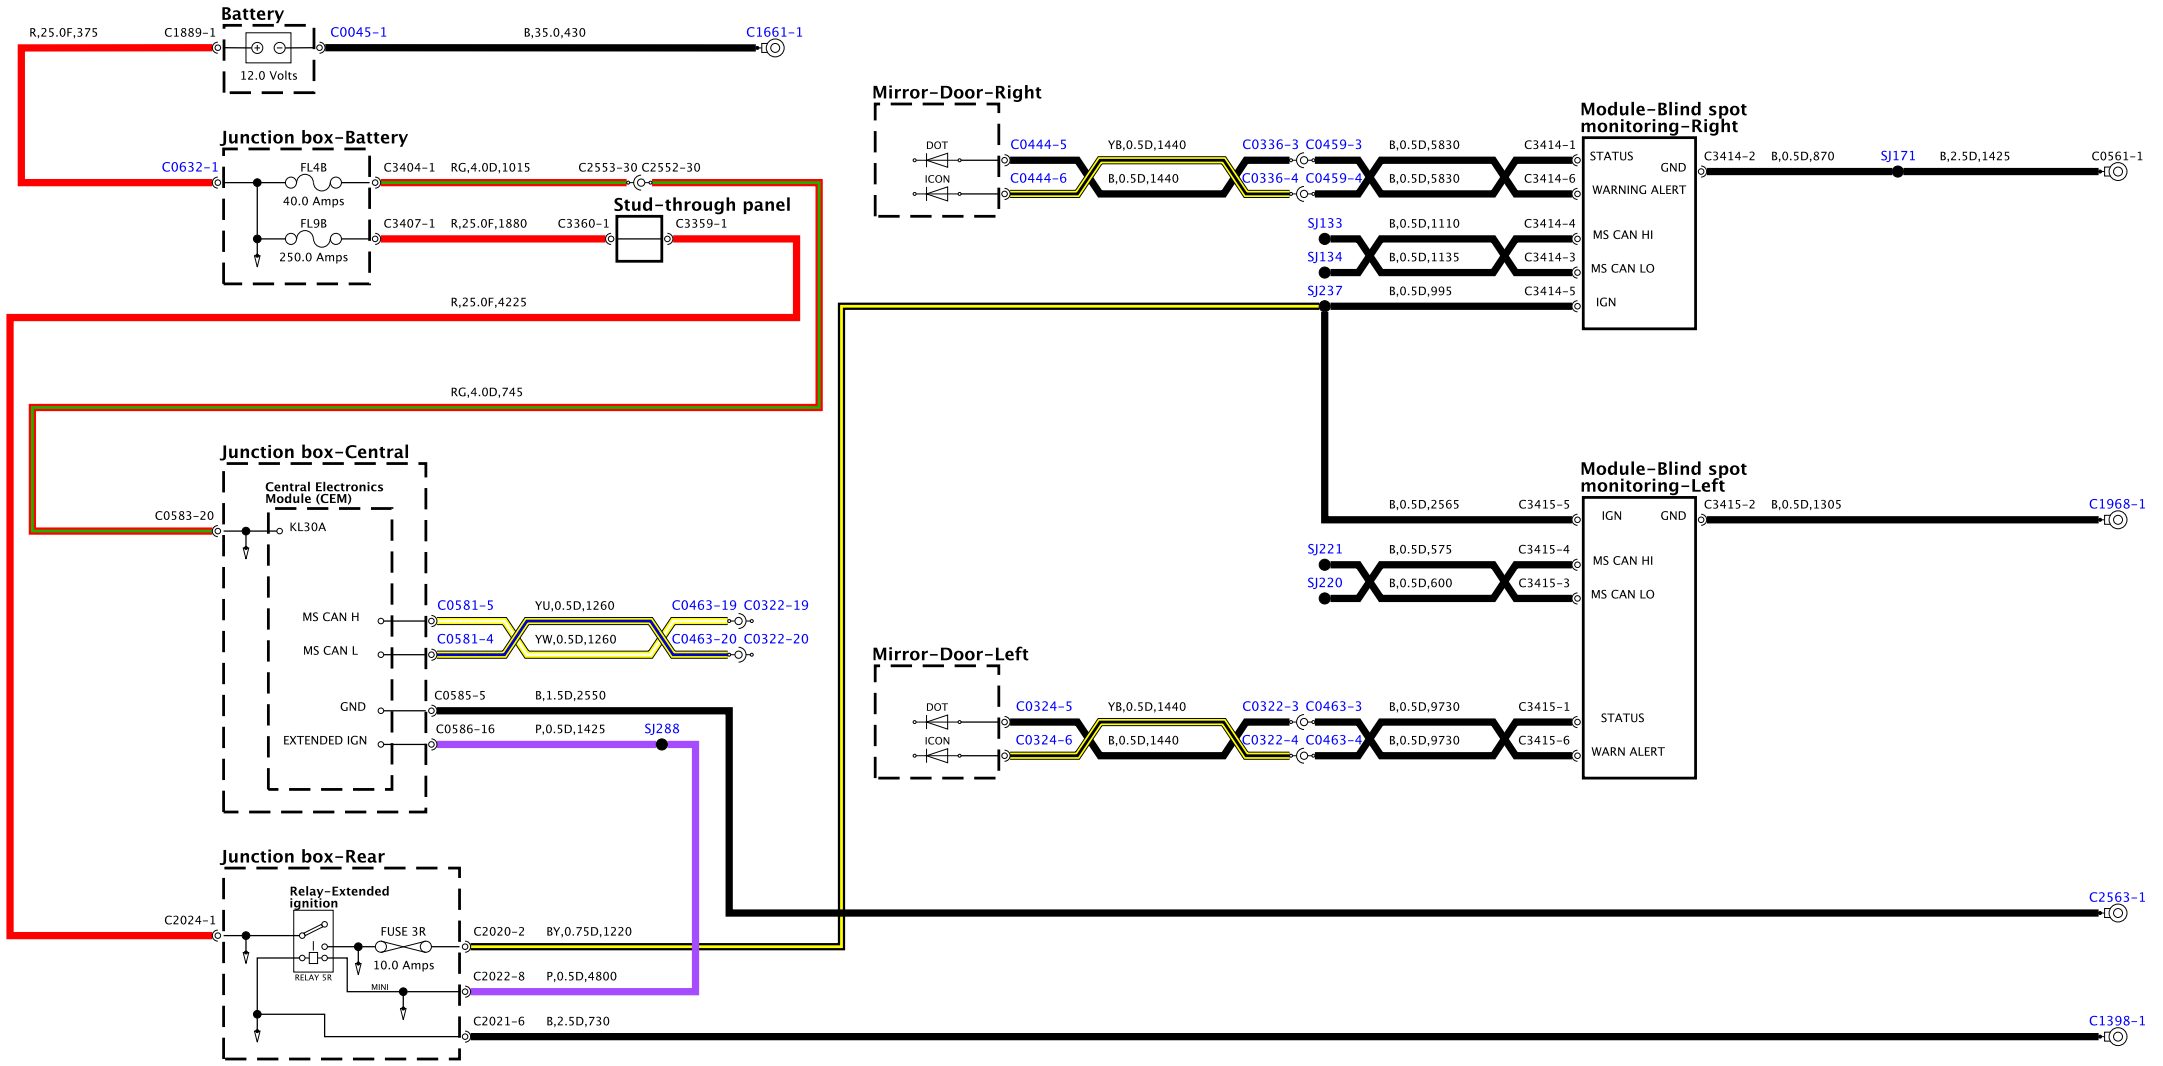 Battery
R,25.0F,375
C1889-1
C0045-1
B,35.0,430
C1661-1
12.0 Volts
Junction box-Battery
C0632-1
FL4B
40.0 Amps
C3404-1
RG,4.0D,1015
C2553-30
C2552-30
FL9B
250.0 Amps
C3407-1
R,25.0F,1880
C3360-1
Stud-through panel
C3359-1
R,25.0F,4225
RG,4.0D,745
Junction box-Central
Central Electronics
Module (CEM)
C0583-20
KL30A
MS CAN H
C0581-5
YU,0.5D,1260
C0463-19
C0322-19
MS CAN L
C0581-4
YW,0.5D,1260
C0463-20
C0322-20
GND
C0585-5
B,1.5D,2550
EXTENDED IGN
C0586-16
P,0.5D,1425
SJ288
Junction box-Rear
Relay-Extended
ignition
C2024-1
FUSE 3R
10.0 Amps
RELAY 5R
MINI
C2020-2
BY,0.75D,1220
C2022-8
P,0.5D,4800
C2021-6
B,2.5D,730
Mirror-Door-Right
DOT
ICON
C0444-5
YB,0.5D,1440
C0336-3
C0459-3
B,0.5D,5830
C3414-1
C0444-6
B,0.5D,1440
C0336-4
C0459-4
B,0.5D,5830
C3414-6
SJ133
B,0.5D,1110
C3414-4
SJ134
B,0.5D,1135
C3414-3
SJ237
B,0.5D,995
C3414-5
Module-Blind spot
monitoring-Right
STATUS
GND
WARNING ALERT
MS CAN HI
MS CAN LO
IGN
C3414-2
B,0.5D,870
SJ171
B,2.5D,1425
C0561-1
Module-Blind spot
monitoring-Left
B,0.5D,2565
C3415-5
IGN
GND
C3415-2
B,0.5D,1305
C1968-1
SJ221
B,0.5D,575
C3415-4
MS CAN HI
SJ220
B,0.5D,600
C3415-3
MS CAN LO
Mirror-Door-Left
DOT
ICON
C0324-5
YB,0.5D,1440
C0322-3
C0463-3
B,0.5D,9730
C3415-1
STATUS
C0324-6
B,0.5D,1440
C0322-4
C0463-4
B,0.5D,9730
C3415-6
WARN ALERT
C2563-1
C1398-1